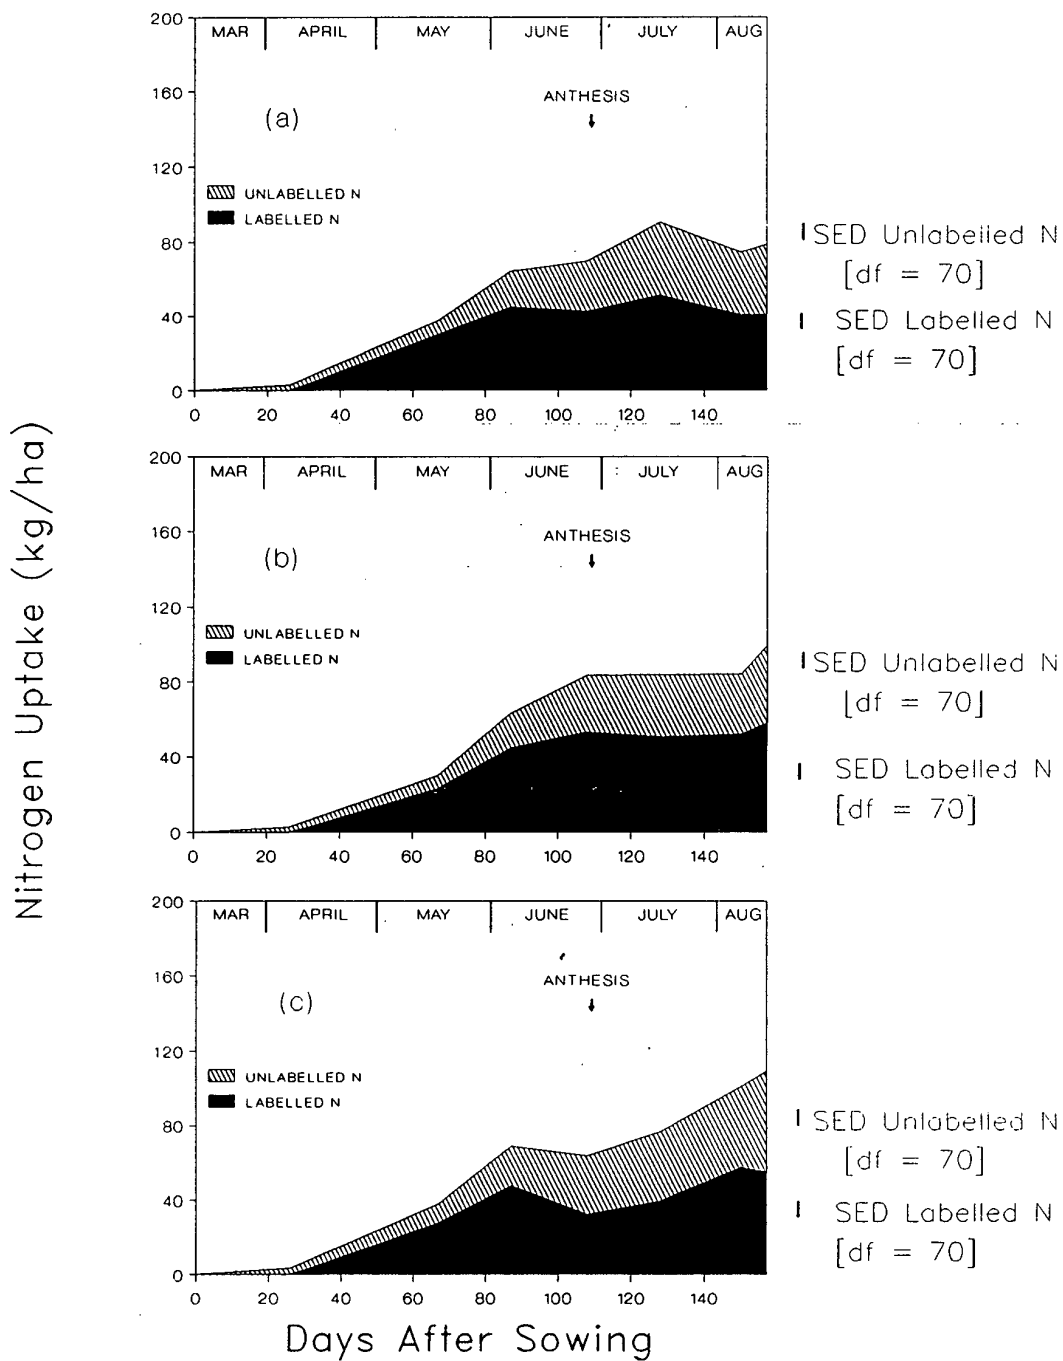 Nitrogen Uptake (kg/ha)
200
160
120
80
40
0
MAR APRIL MAY JUNE JULY AUG
ANTHESIS
(a)
UNLABELLED N
LABELLED N
0 20 40 60 80 100 120 140
SED Unlabelled N
[df = 70]
SED Labelled N
[df = 70]
200
160
120
80
40
0
MAR APRIL MAY JUNE JULY AUG
ANTHESIS
(b)
UNLABELLED N
LABELLED N
0 20 40 60 80 100 120 140
SED Unlabelled N
[df = 70]
SED Labelled N
[df = 70]
200
160
120
80
40
0
MAR APRIL MAY JUNE JULY AUG
ANTHESIS
(c)
UNLABELLED N
LABELLED N
0 20 40 60 80 100 120 140
SED Unlabelled N
[df = 70]
SED Labelled N
[df = 70]
Days After Sowing